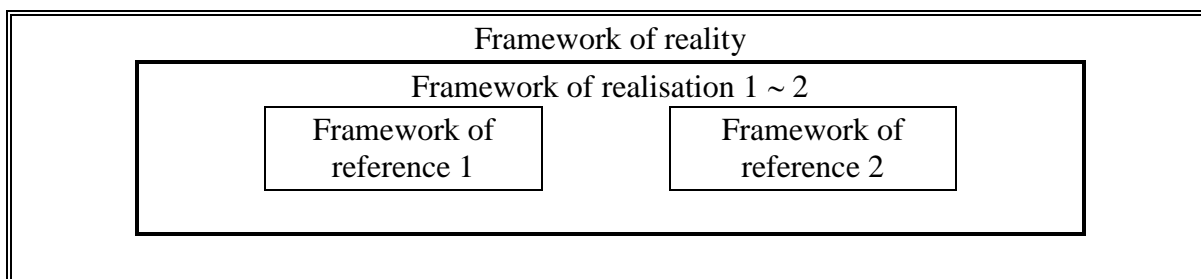 Framework of reality
Framework of realisation 1 ~ 2
Framework of
reference 1
Framework of
reference 2